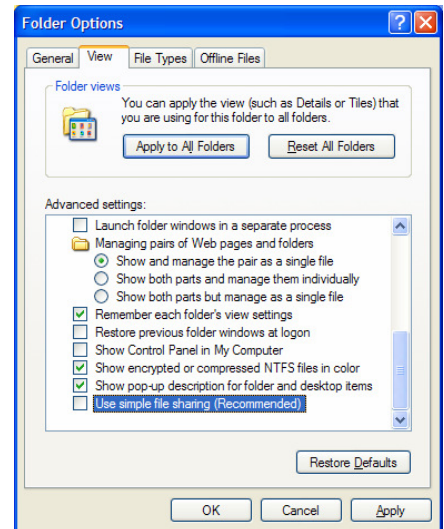 Folder Options
General View File Types Offline Files
Folder views
You can apply the view (such as Details or Tiles) that
you are using for this folder to all folders.
Apply to All Folders Reset All Folders
Advanced settings:
Launch folder windows in a separate process
Managing pairs of Web pages and folders
Show and manage the pair as a single file
Show both parts and manage them individually
Show both parts but manage as a single file
Remember each folder's view settings
Restore previous folder windows at logon
Show Control Panel in My Computer
Show encrypted or compressed NTFS files in color
Show pop-up description for folder and desktop items
Use simple file sharing (Recommended)
Restore Defaults
OK Cancel Apply